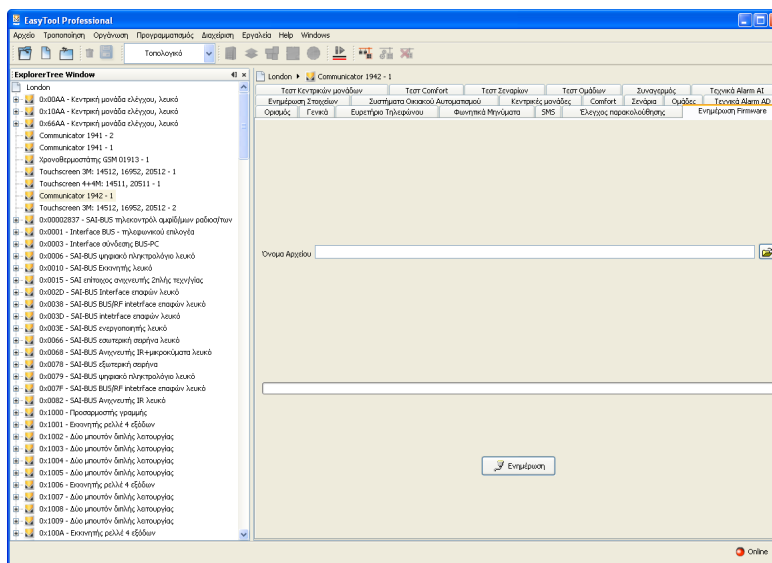 EasyTool Professional
Αρχείο Τροποποίηση Οργάνωση Προγραμματισμός Διαχείριση Εργαλεία Help Windows
Τοπολογικό
ExplorerTree Window
London
0x00AA - Κεντρική μονάδα ελέγχου, λευκό
0x10AA - Κεντρική μονάδα ελέγχου, λευκό
0x66AA - Κεντρική μονάδα ελέγχου, λευκό
Communicator 1941 - 2
Communicator 1941 - 1
Χρονοθερμοστάτης GSM 01913 - 1
Touchscreen 3M: 14512, 16952, 20512 - 1
Touchscreen 4+4M: 14511, 20511 - 1
Communicator 1942 - 1
Touchscreen 3M: 14512, 16952, 20512 - 2
0x00002837 - SAI-BUS τηλεκοντρόλ αμφίδ/μων ραδιοσ/των
0x0001 - Interface BUS - τηλεφωνικού επιλογέα
0x0003 - Interface σύνδεσης BUS-PC
0x0006 - SAI-BUS ψηφιακό πληκτρολόγιο λευκό
0x0010 - SAI-BUS Εκκινητής λευκό
0x0015 - SAI επίτοιχος ανιχνευτής 2πλής τεχν/γίας
0x002D - SAI-BUS Interface επαφών λευκό
0x0038 - SAI-BUS BUS/RF intetrface επαφών λευκό
0x003D - SAI-BUS intetrface επαφών λευκό
0x003E - SAI-BUS ενεργοποιητής λευκό
0x0066 - SAI-BUS εσωτερική σειρήνα λευκό
0x0068 - SAI-BUS Ανιχνευτής IR+μικροκύματα λευκό
0x0078 - SAI-BUS εξωτερική σειρήνα
0x0079 - SAI-BUS ψηφιακό πληκτρολόγιο λευκό
0x007F - SAI-BUS BUS/RF intetrface επαφών λευκό
0x0082 - SAI-BUS Ανιχνευτής IR λευκό
0x1000 - Προσαρμοστής γραμμής
0x1001 - Εκκινητής ρελλέ 4 εξόδων
0x1002 - Δύο μπουτόν διπλής λειτουργίας
0x1003 - Δύο μπουτόν διπλής λειτουργίας
0x1004 - Δύο μπουτόν διπλής λειτουργίας
0x1005 - Δύο μπουτόν διπλής λειτουργίας
0x1006 - Εκκινητής ρελλέ 4 εξόδων
0x1007 - Δύο μπουτόν διπλής λειτουργίας
0x1008 - Δύο μπουτόν διπλής λειτουργίας
0x1009 - Δύο μπουτόν διπλής λειτουργίας
0x100A - Εκκινητής ρελλέ 4 εξόδων
London Communicator 1942 - 1
Τεστ Κεντρικών μονάδων Τεστ Comfort Τεστ Σεναρίων Τεστ Ομάδων Συναγερμός Τεχνικά Alarm AI
Ενημέρωση Στοιχείων Συστήματα Οικιακού Αυτοματισμού Κεντρικές μονάδες Comfort Σενάρια Ομάδες Τεχνικά Alarm AD
Ορισμός Γενικά Ευρετήριο Τηλεφώνου Φωνητικά Μηνύματα SMS Έλεγχος παρακολούθησης Ενημέρωση Firmware
Όνομα Αρχείου
Ενημέρωση
Online